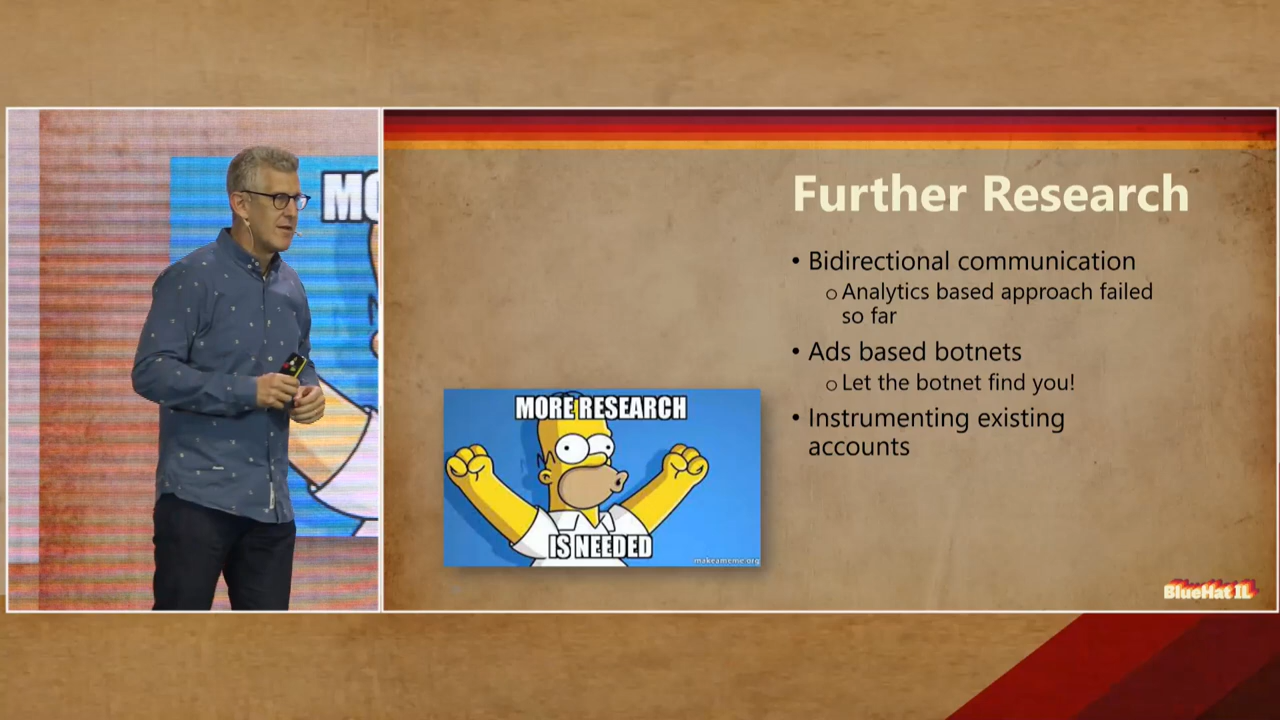 MO
Further Research
• Bidirectional communication
o Analytics based approach failed
so far
• Ads based botnets
o Let the botnet find you!
• Instrumenting existing
accounts
MORE RESEARCH
IS NEEDED
makeameme.org
BlueHat IL